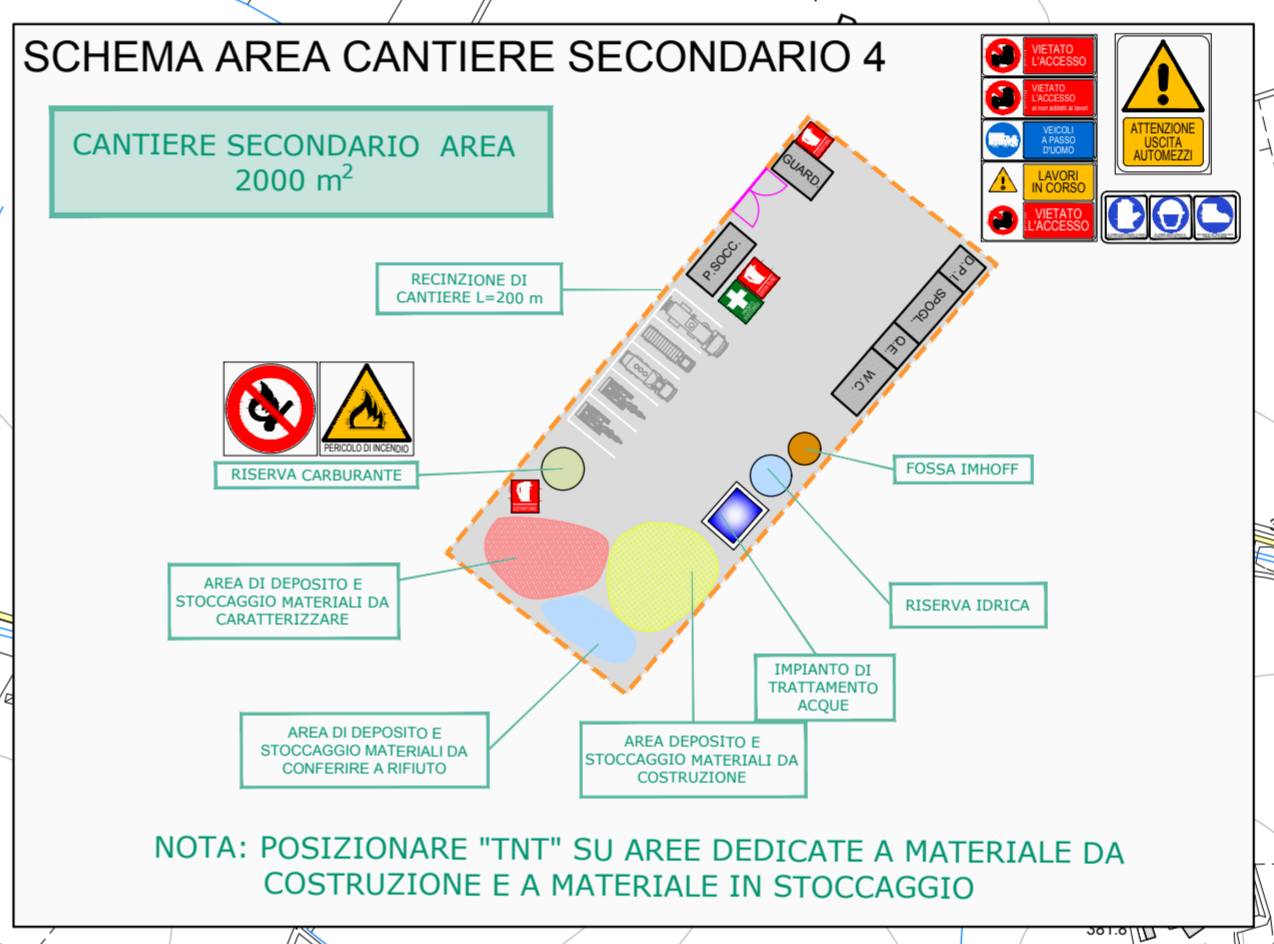 SCHEMA AREA CANTIERE SECONDARIO 4
CANTIERE SECONDARIO AREA
2000 m²
VIETATO
L'ACCESSO
VIETATO
L'ACCESSO
ai non addetti ai lavori
VEICOLI
A PASSO
D'UOMO
LAVORI
IN CORSO
VIETATO
L'ACCESSO
ATTENZIONE
USCITA
AUTOMEZZI
GUARD.
P.SOCC.
D.P.I.
SPOGL.
Q.E.
W.C.
RECINZIONE DI
CANTIERE L=200 m
PERICOLO DI INCENDIO
RISERVA CARBURANTE
FOSSA IMHOFF
AREA DI DEPOSITO E
STOCCAGGIO MATERIALI DA
CARATTERIZZARE
RISERVA IDRICA
IMPIANTO DI
TRATTAMENTO
ACQUE
AREA DI DEPOSITO E
STOCCAGGIO MATERIALI DA
CONFERIRE A RIFIUTO
AREA DEPOSITO E
STOCCAGGIO MATERIALI DA
COSTRUZIONE
NOTA: POSIZIONARE "TNT" SU AREE DEDICATE A MATERIALE DA
COSTRUZIONE E A MATERIALE IN STOCCAGGIO
381.8